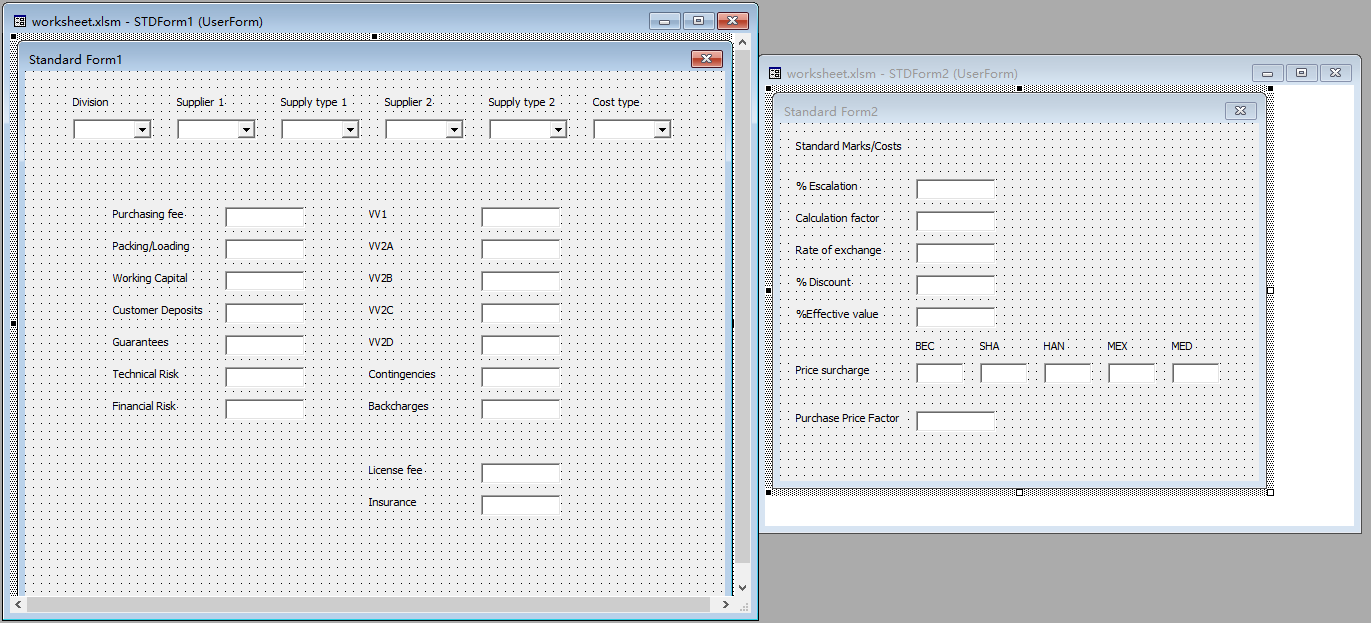 worksheet.xlsm - STDForm1 (UserForm)
Standard Form1
Division Supplier 1 Supply type 1 Supplier 2 Supply type 2 Cost type
Purchasing fee VV1
Packing/Loading VV2A
Working Capital VV2B
Customer Deposits VV2C
Guarantees VV2D
Technical Risk Contingencies
Financial Risk Backcharges
License fee
Insurance
worksheet.xlsm - STDForm2 (UserForm)
Standard Form2
Standard Marks/Costs
% Escalation
Calculation factor
Rate of exchange
% Discount
%Effective value
BEC SHA HAN MEX MED
Price surcharge
Purchase Price Factor